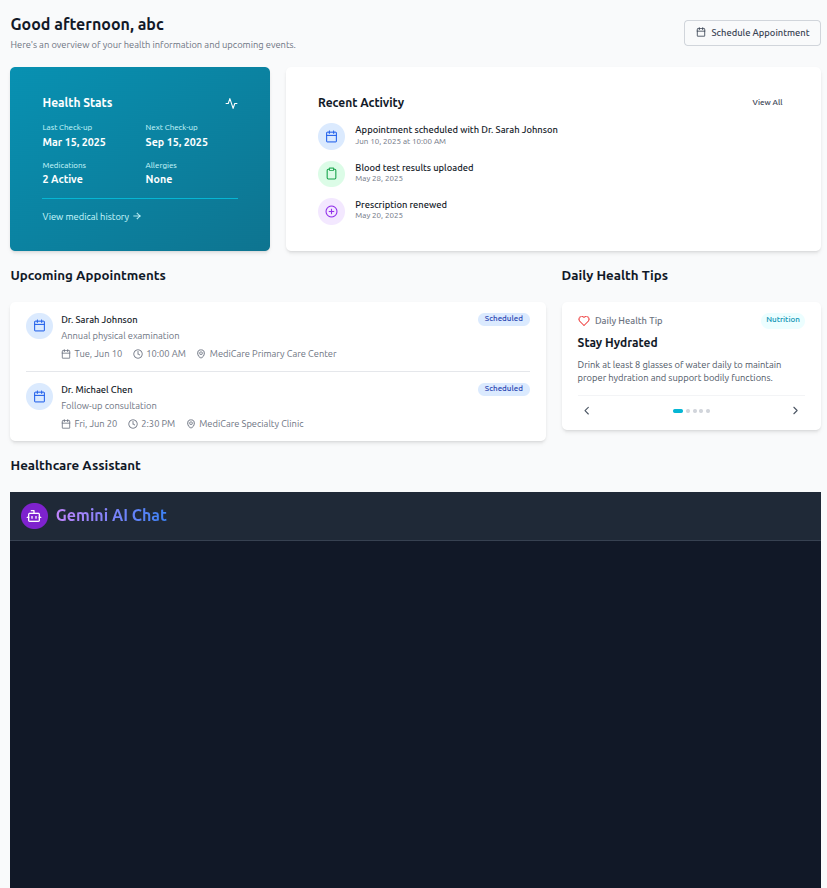 Good afternoon, abc
Here's an overview of your health information and upcoming events.
Schedule Appointment
Health Stats
Last Check-up
Mar 15, 2025
Next Check-up
Sep 15, 2025
Medications
2 Active
Allergies
None
View medical history
Recent Activity
View All
Appointment scheduled with Dr. Sarah Johnson
Jun 10, 2025 at 10:00 AM
Blood test results uploaded
May 28, 2025
Prescription renewed
May 20, 2025
Upcoming Appointments
Dr. Sarah Johnson
Scheduled
Annual physical examination
Tue, Jun 10
10:00 AM
MediCare Primary Care Center
Dr. Michael Chen
Scheduled
Follow-up consultation
Fri, Jun 20
2:30 PM
MediCare Specialty Clinic
Daily Health Tips
Daily Health Tip
Nutrition
Stay Hydrated
Drink at least 8 glasses of water daily to maintain
proper hydration and support bodily functions.
Healthcare Assistant
Gemini AI Chat